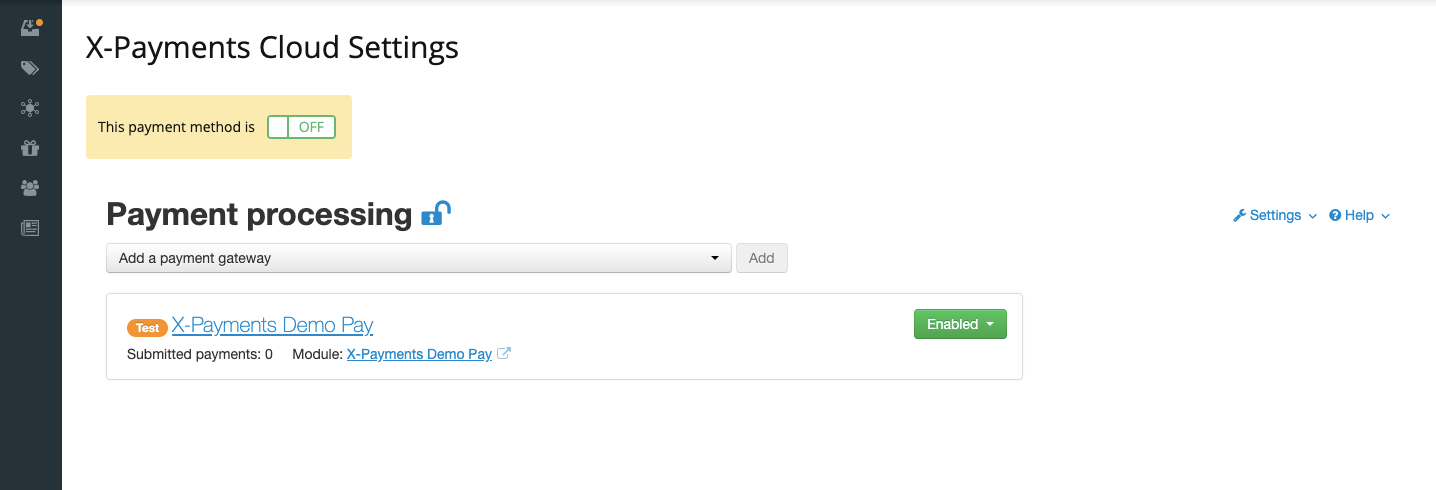 X-Payments Cloud Settings
This payment method is OFF
Payment processing
Settings Help
Add a payment gateway Add
Test X-Payments Demo Pay Enabled
Submitted payments: 0 Module: X-Payments Demo Pay